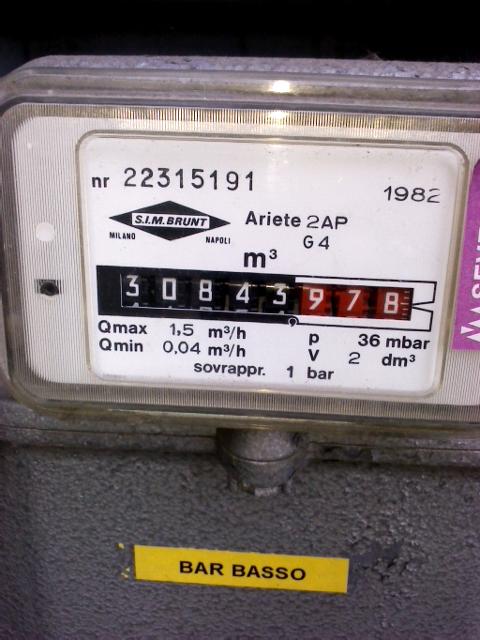 nr 22315191
1982
S.I.M. BRUNT
MILANO NAPOLI
Ariete 2AP
G4
m³
30843978
Qmax 1,5 m³/h
Qmin 0,04 m³/h
p 36 mbar
V 2 dm³
sovrappr. 1 bar
BAR BASSO